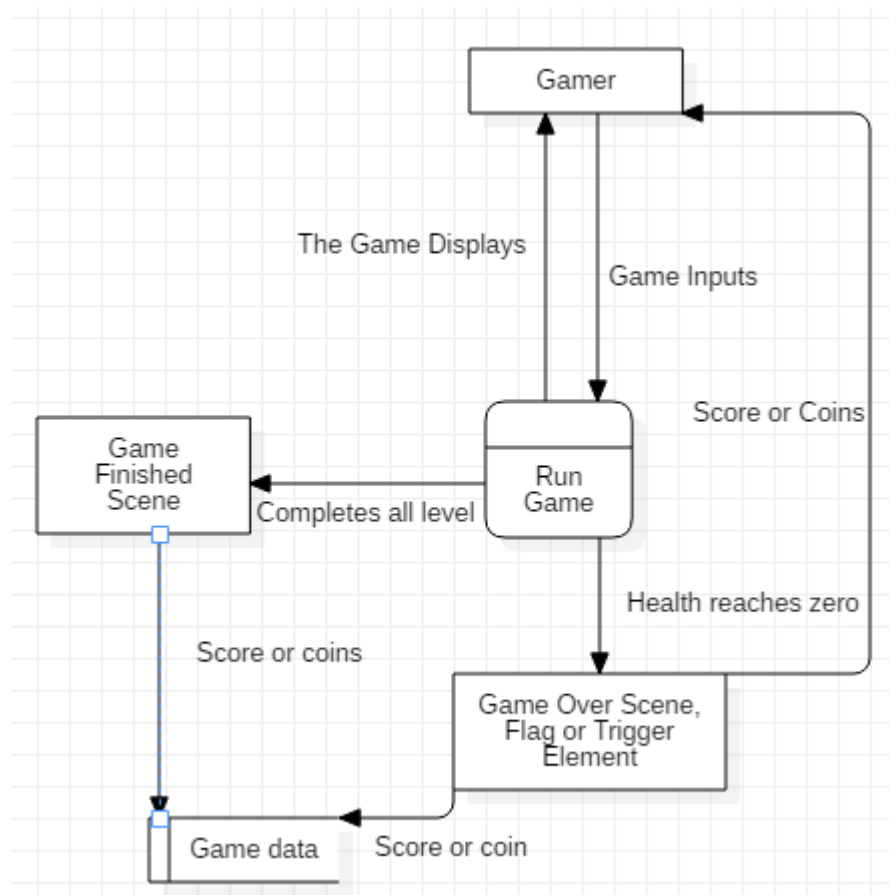 Gamer
The Game Displays
Game Inputs
Score or Coins
Game
Finished
Scene
Run
Game
Completes all level
Health reaches zero
Score or coins
Game Over Scene,
Flag or Trigger
Element
Game data
Score or coin